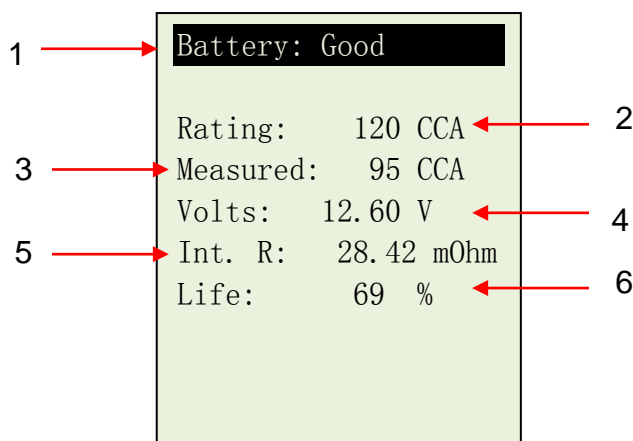 1
Battery: Good
Rating: 120 CCA
2
3
Measured: 95 CCA
Volts: 12.60 V
4
5
Int. R: 28.42 mOhm
Life: 69 %
6